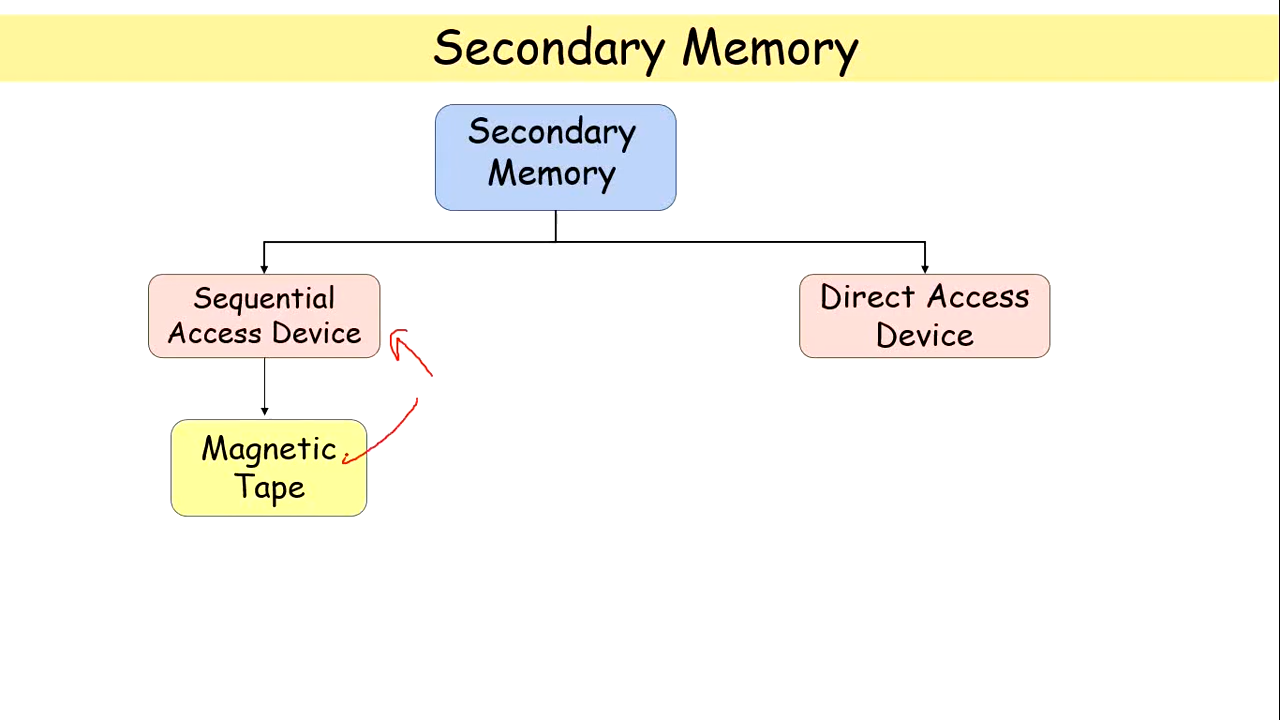 Secondary Memory
Secondary
Memory
Sequential
Access Device
Direct Access
Device
Magnetic
Tape